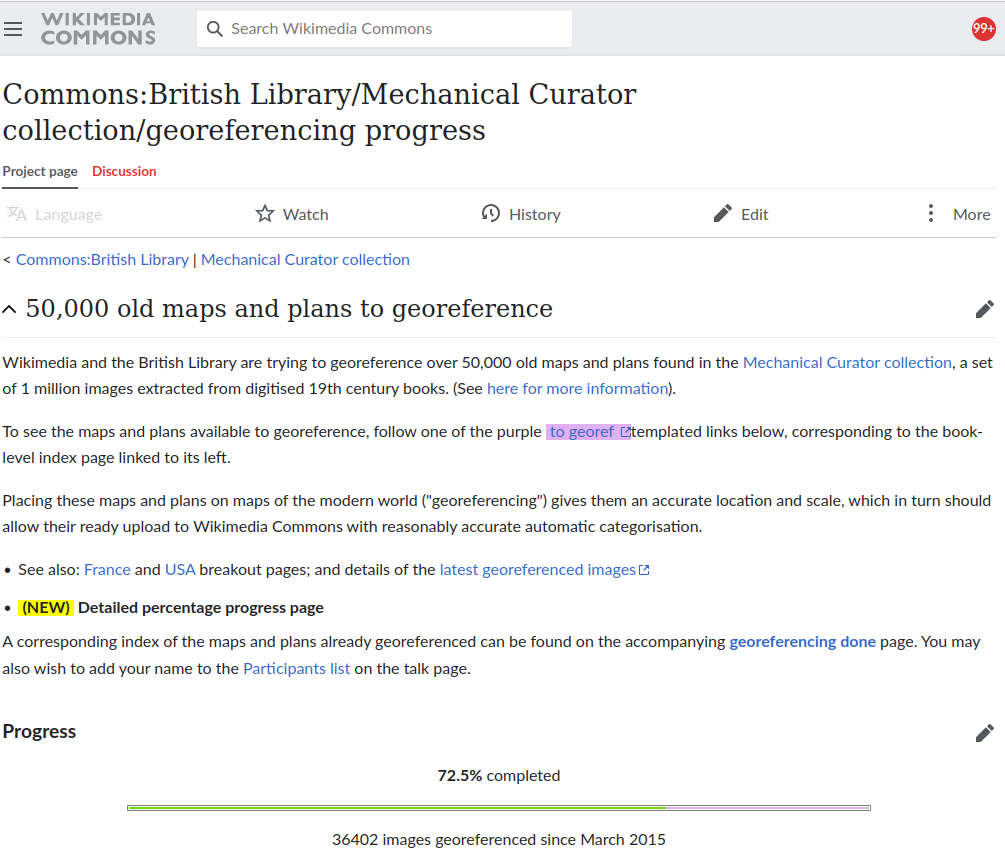 WIKIMEDIA
COMMONS
Search Wikimedia Commons
99+
Commons:British Library/Mechanical Curator
collection/georeferencing progress
Project page Discussion
Language Watch History Edit More
< Commons:British Library | Mechanical Curator collection
50,000 old maps and plans to georeference
Wikimedia and the British Library are trying to georeference over 50,000 old maps and plans found in the Mechanical Curator collection, a set
of 1 million images extracted from digitised 19th century books. (See here for more information).
To see the maps and plans available to georeference, follow one of the purple to georef templated links below, corresponding to the book-
level index page linked to its left.
Placing these maps and plans on maps of the modern world ("georeferencing") gives them an accurate location and scale, which in turn should
allow their ready upload to Wikimedia Commons with reasonably accurate automatic categorisation.
• See also: France and USA breakout pages; and details of the latest georeferenced images
• (NEW) Detailed percentage progress page
A corresponding index of the maps and plans already georeferenced can be found on the accompanying georeferencing done page. You may
also wish to add your name to the Participants list on the talk page.
Progress
72.5% completed
36402 images georeferenced since March 2015